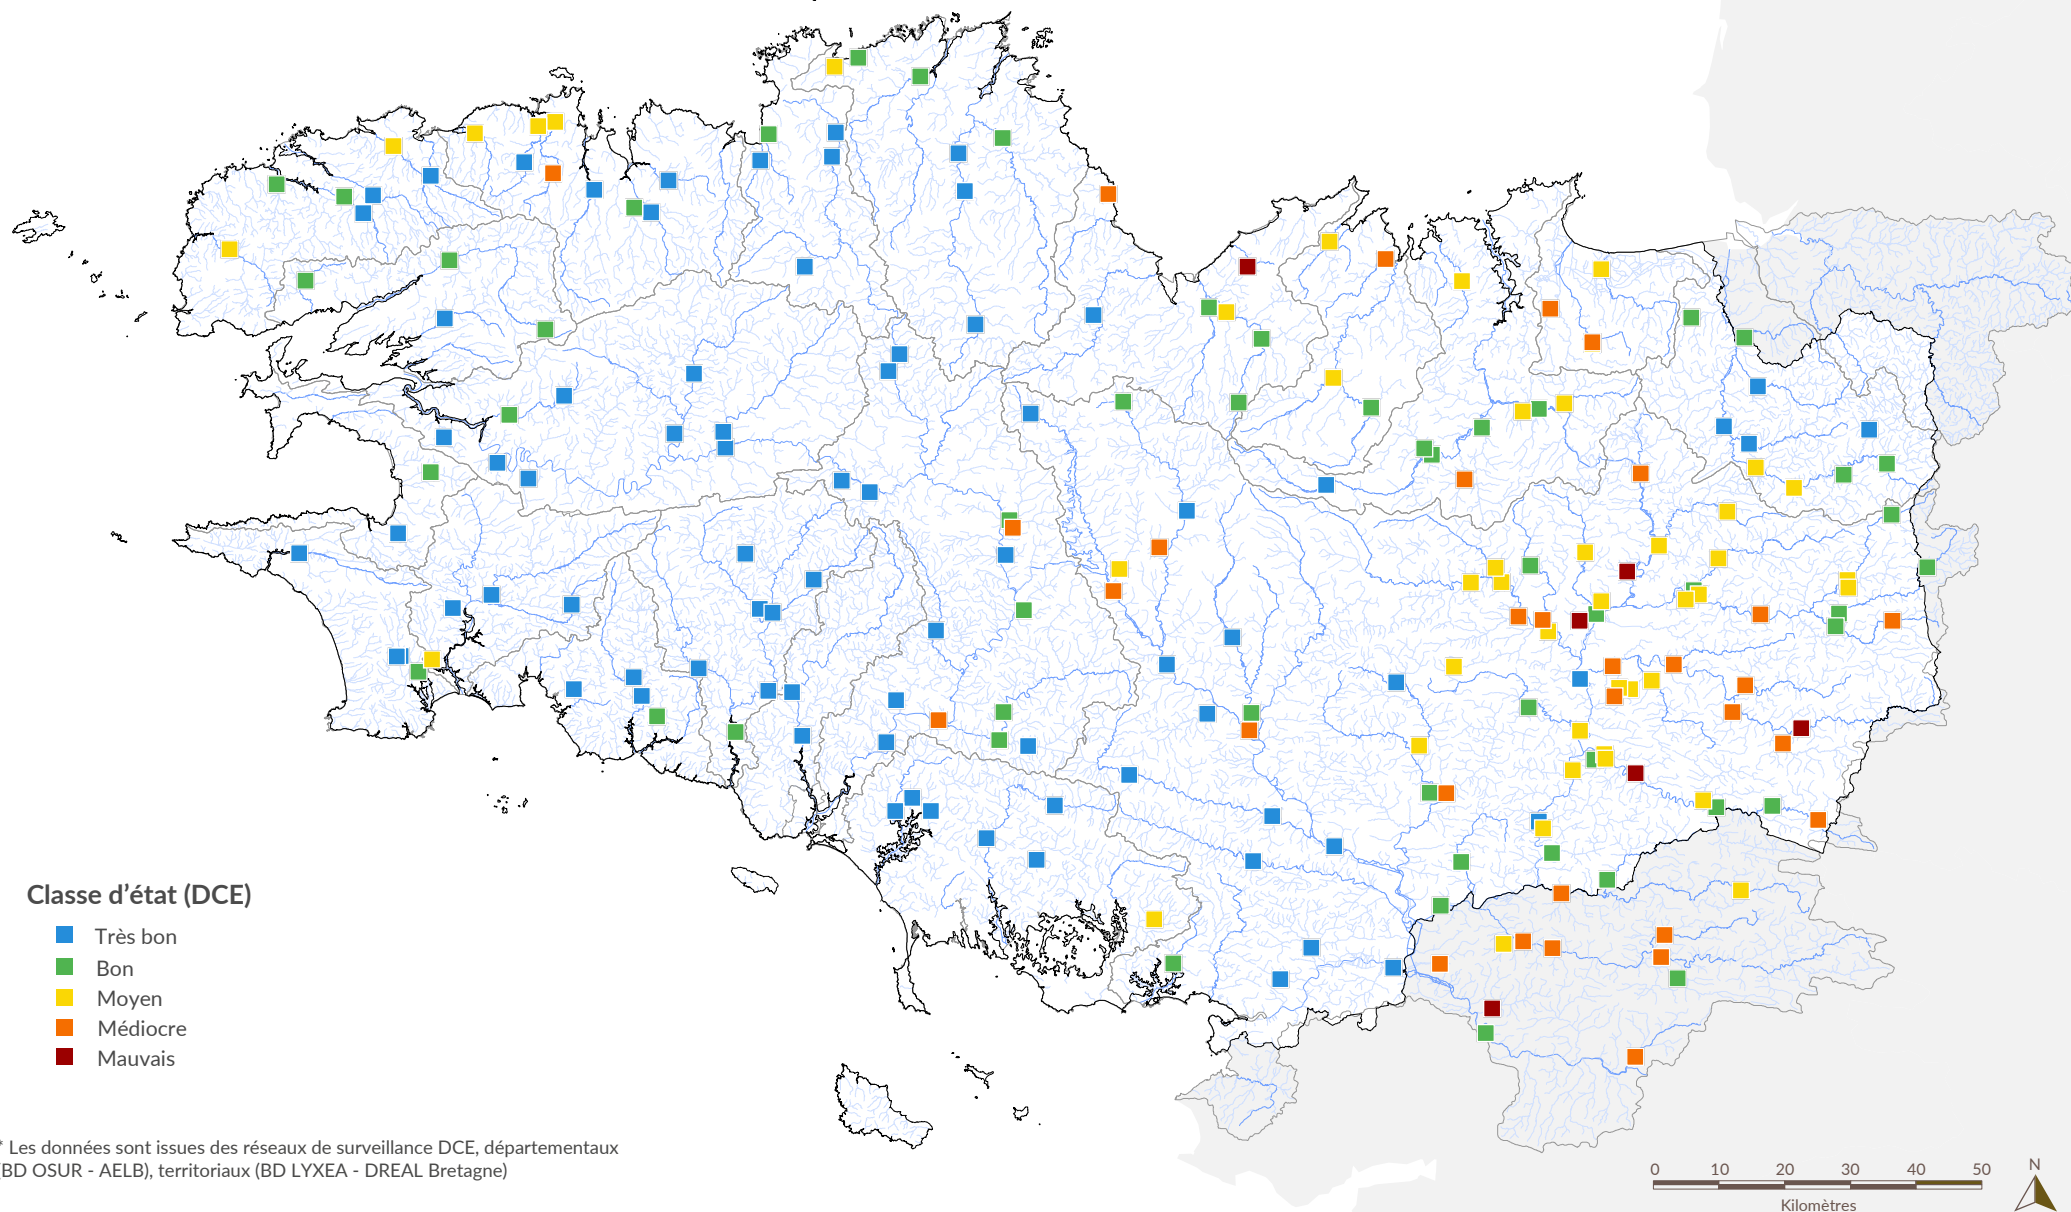 Classe d’état (DCE)
Très bon
Bon
Moyen
Médiocre
Mauvais
* Les données sont issues des réseaux de surveillance DCE, départementaux
(BD OSUR - AELB), territoriaux (BD LYXEA - DREAL Bretagne)
0 10 20 30 40 50
Kilomètres
N